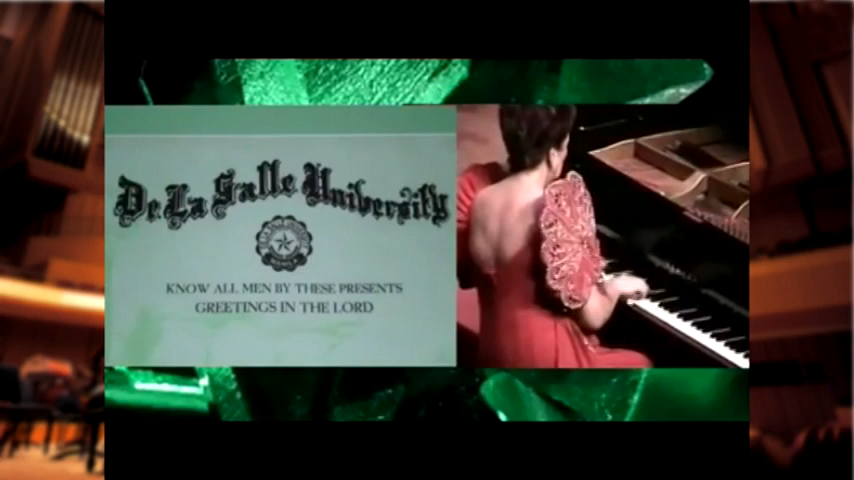 De La Salle University
KNOW ALL MEN BY THESE PRESENTS
GREETINGS IN THE LORD